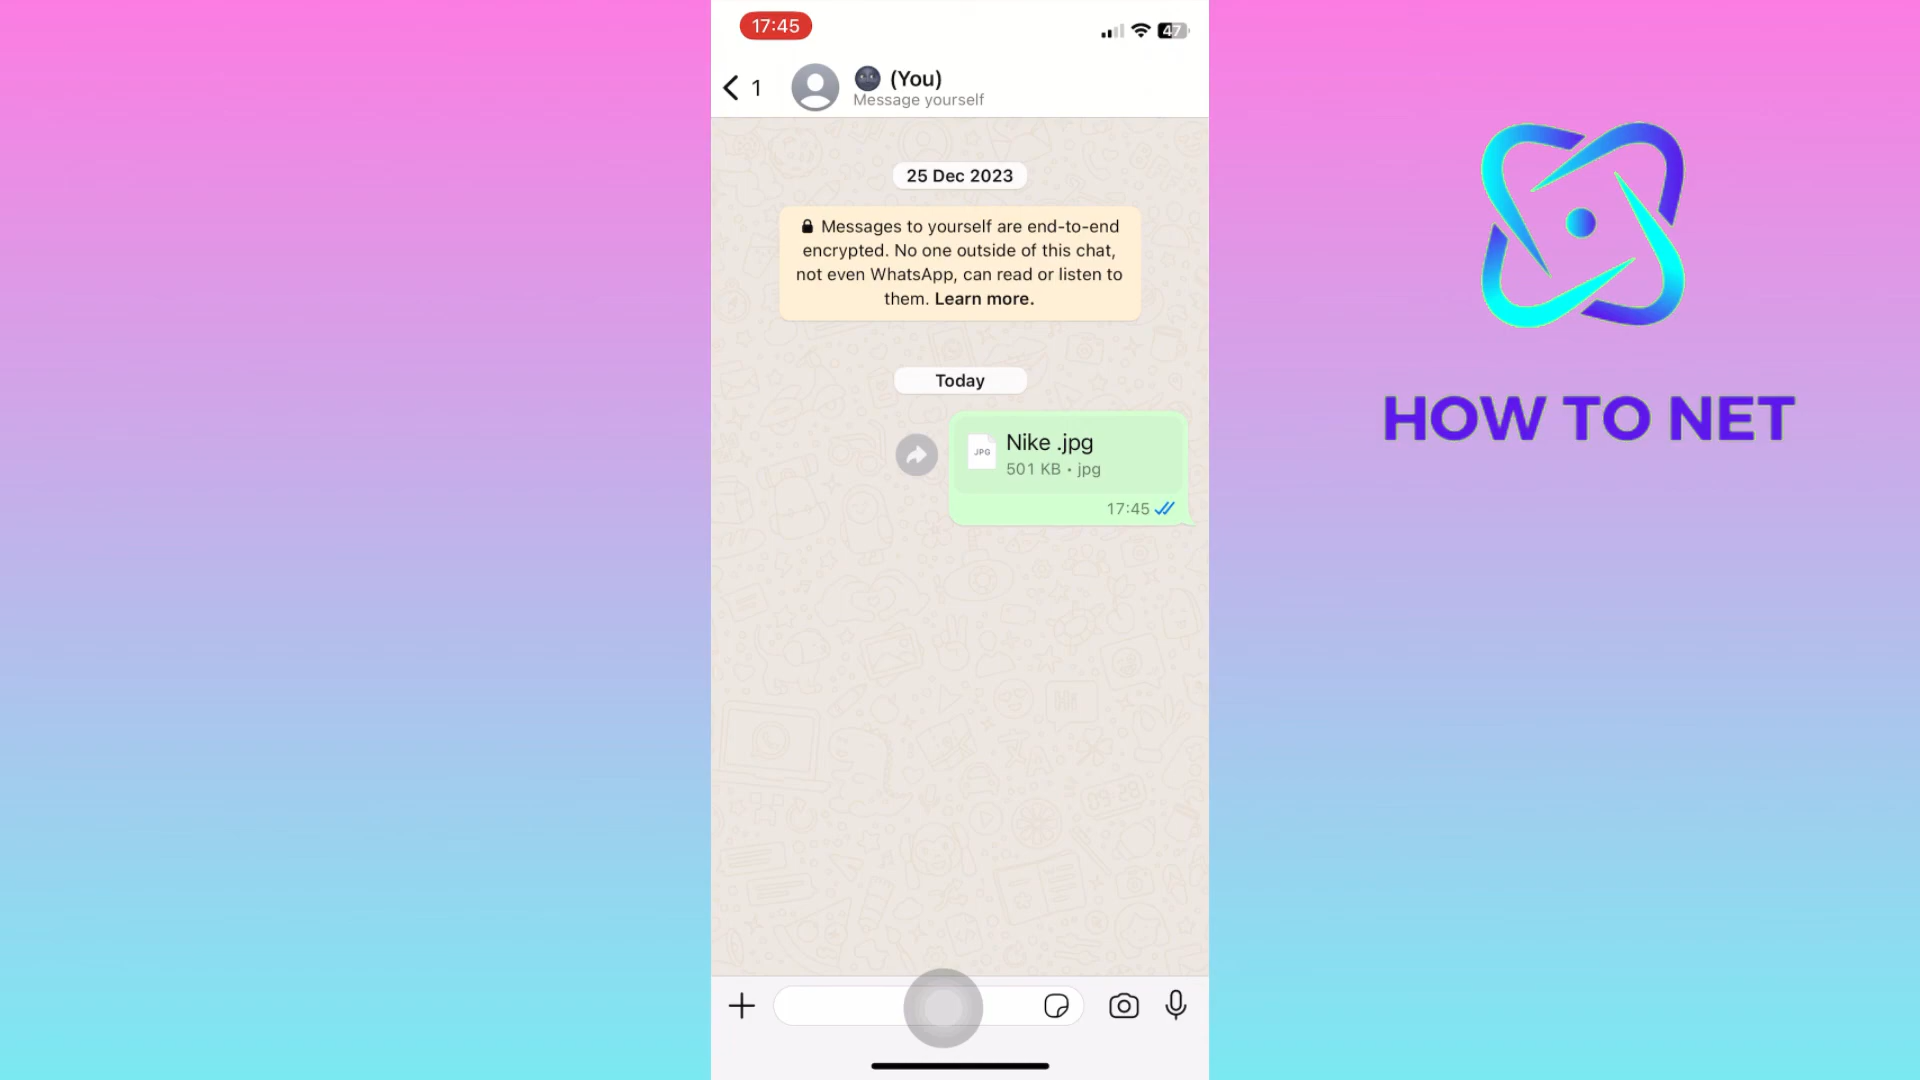 17:45
47
1
🌚 (You)
Message yourself
25 Dec 2023
Messages to yourself are end-to-end
encrypted. No one outside of this chat,
not even WhatsApp, can read or listen to
them. Learn more.
Today
JPG
Nike .jpg
501 KB • jpg
17:45
HOW TO NET